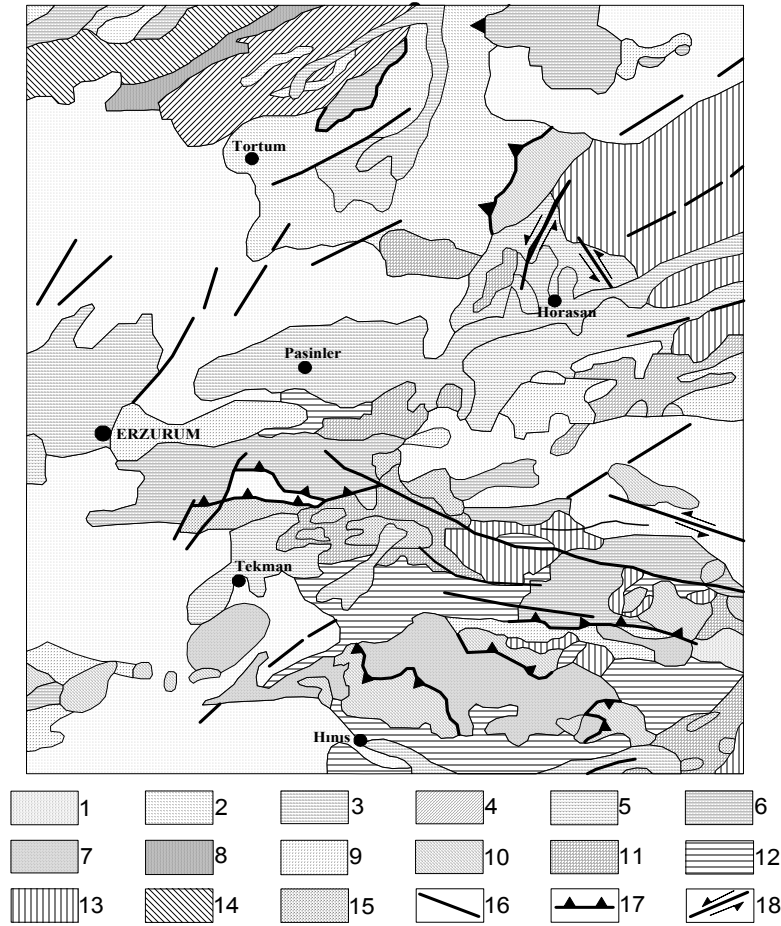 Tortum
Horasan
Pasinler
ERZURUM
Tekman
Hınıs
1 2 3 4 5 6
7 8 9 10 11 12
13 14 15 16 17 18